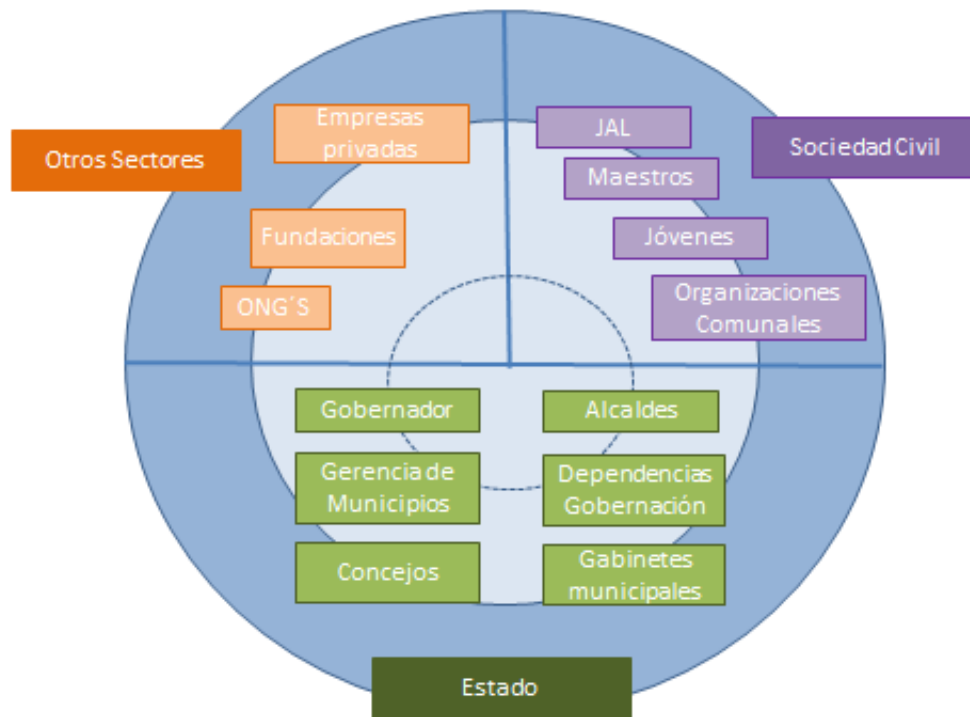 Empresas
privadas
JAL
Otros Sectores
Sociedad Civil
Maestros
Fundaciones
Jóvenes
ONG´S
Organizaciones
Comunales
Gobernador
Alcaldes
Gerencia de
Municipios
Dependencias
Gobernación
Concejos
Gabinetes
municipales
Estado